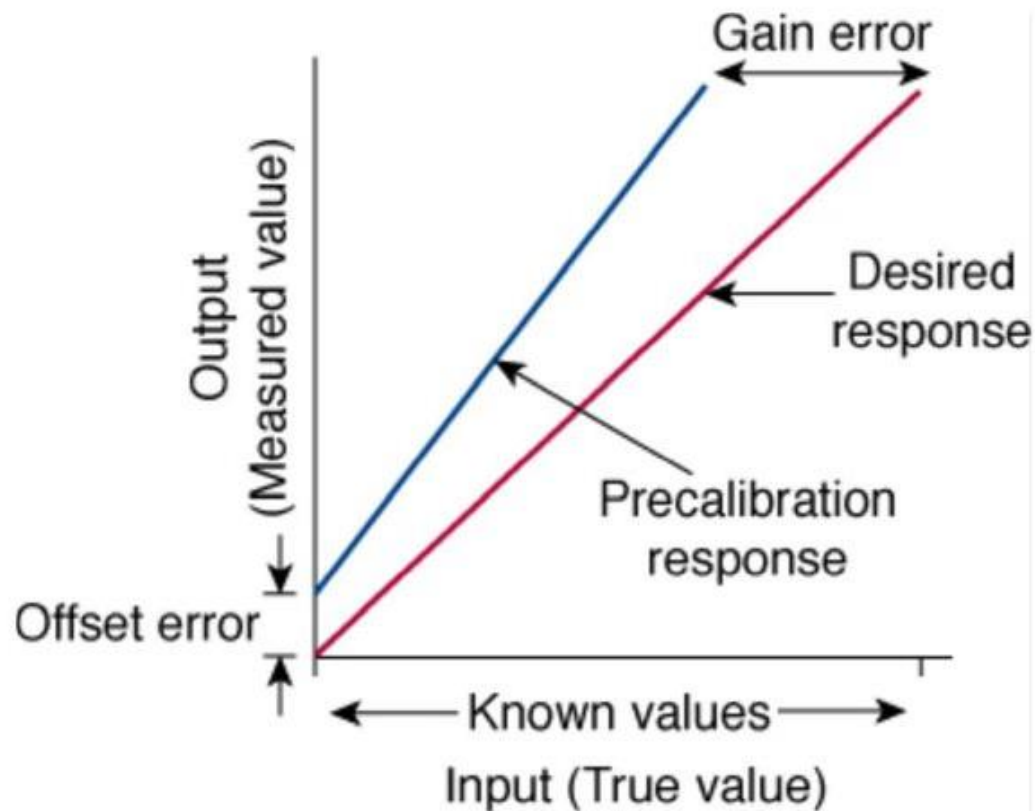 Gain error
Output
(Measured value)
Desired
response
Precalibration
response
Offset error
Known values
Input (True value)